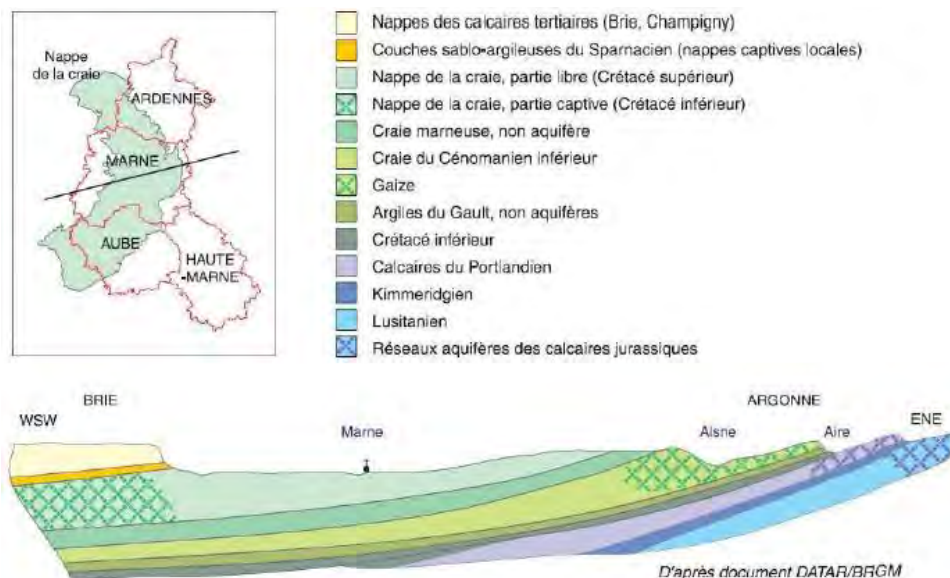 Nappe
de la craie
ARDENNES
MARNE
AUBE
HAUTE
-MARNE
Nappes des calcaires tertiaires (Brie, Champigny)
Couches sablo-argileuses du Sparnacien (nappes captives locales)
Nappe de la craie, partie libre (Crétacé supérieur)
Nappe de la craie, partie captive (Crétacé inférieur)
Craie marneuse, non aquifère
Craie du Cénomanien inférieur
Gaize
Argiles du Gault, non aquifères
Crétacé inférieur
Calcaires du Portlandien
Kimmeridgien
Lusitanien
Réseaux aquifères des calcaires jurassiques
BRIE
ARGONNE
WSW
ENE
Marne
Aisne
Aire
D'après document DATAR/BRGM